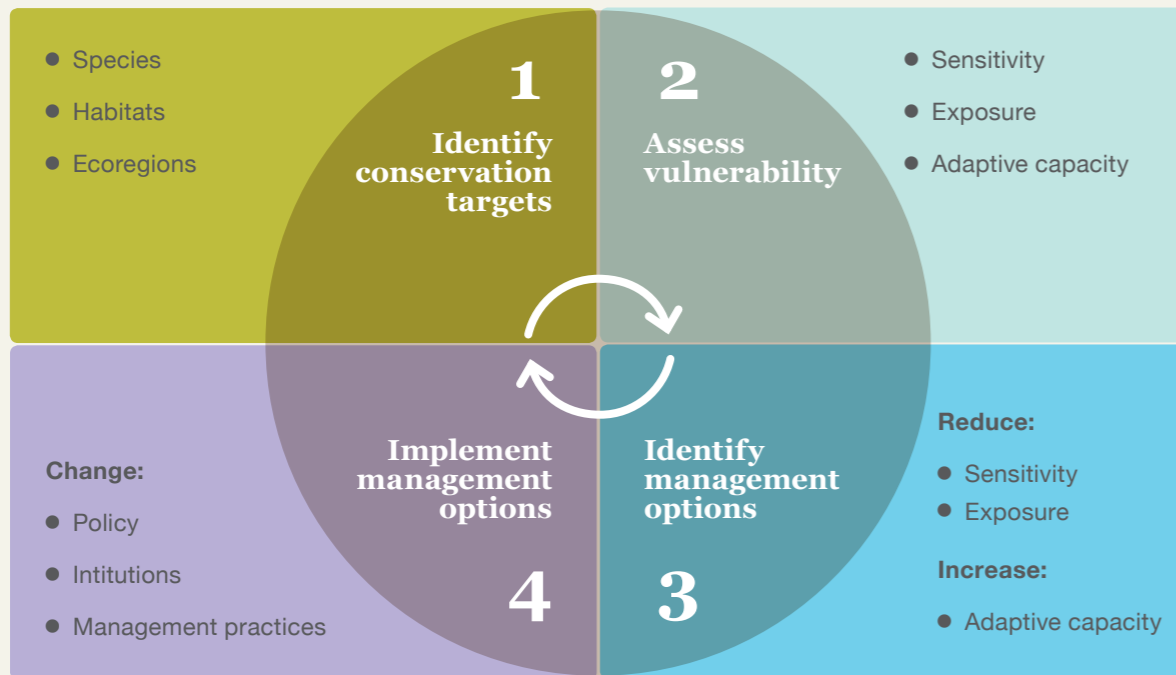 ● Species
● Habitats
● Ecoregions
1
Identify
conservation
targets
2
Assess
vulnerability
● Sensitivity
● Exposure
● Adaptive capacity
Identify
management
options
3
Reduce:
● Sensitivity
● Exposure
Increase:
● Adaptive capacity
Implement
management
options
4
Change:
● Policy
● Intitutions
● Management practices